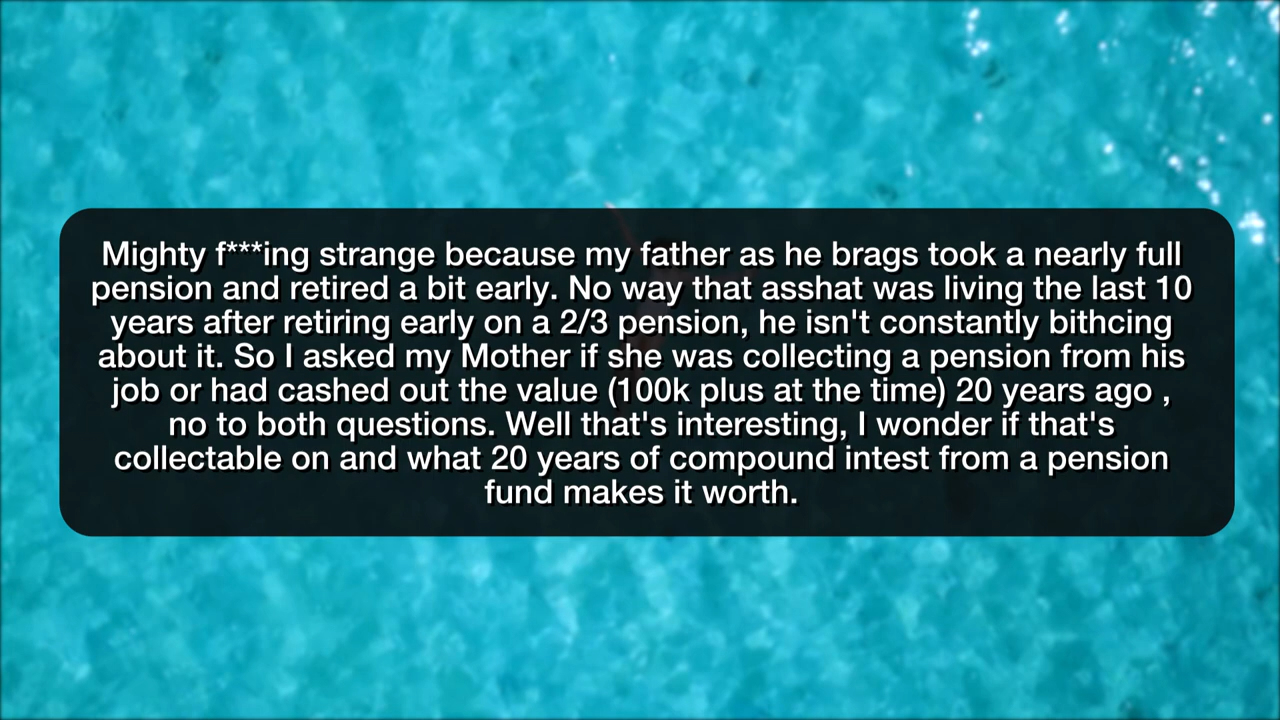 Mighty f***ing strange because my father as he brags took a nearly full
pension and retired a bit early. No way that asshat was living the last 10
years after retiring early on a 2/3 pension, he isn't constantly bithcing
about it. So I asked my Mother if she was collecting a pension from his
job or had cashed out the value (100k plus at the time) 20 years ago ,
no to both questions. Well that's interesting, I wonder if that's
collectable on and what 20 years of compound intest from a pension
fund makes it worth.